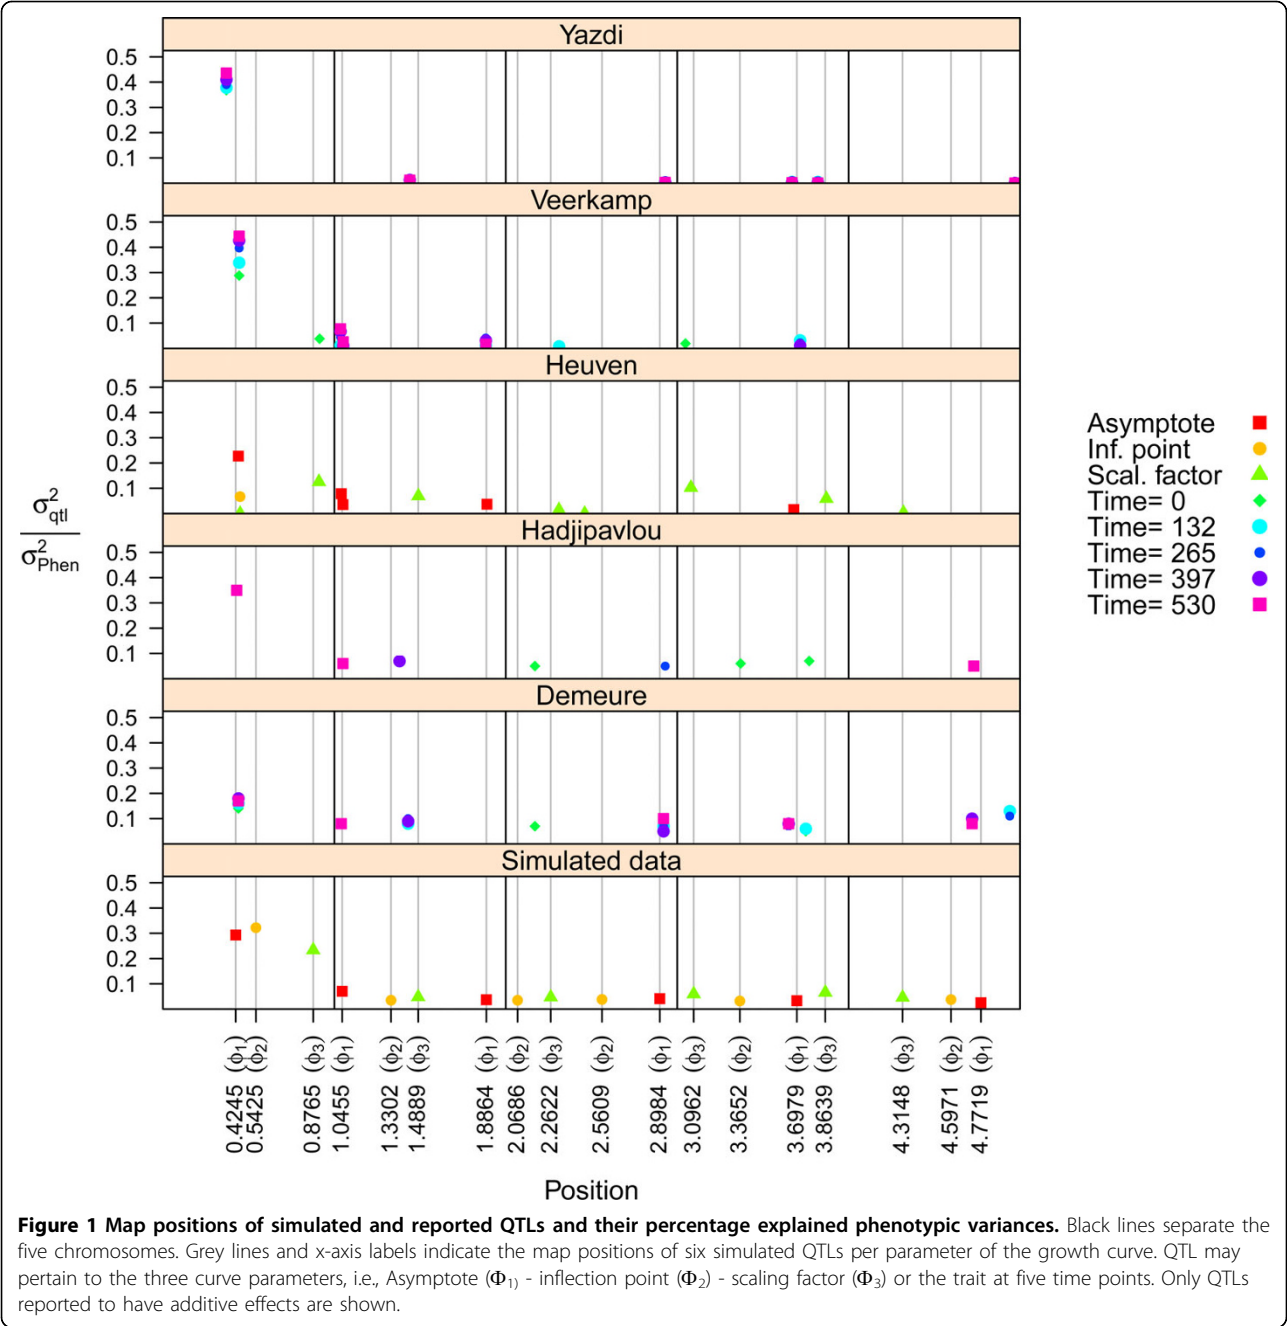 Yazdi
0.5
0.4
0.3
0.2
0.1
Veerkamp
0.5
0.4
0.3
0.2
0.1
Heuven
0.5
0.4
0.3
0.2
0.1
Hadjipavlou
0.5
0.4
0.3
0.2
0.1
Demeure
0.5
0.4
0.3
0.2
0.1
Simulated data
0.5
0.4
0.3
0.2
0.1
σ²qtl
σ²Phen
Asymptote
Inf. point
Scal. factor
Time= 0
Time= 132
Time= 265
Time= 397
Time= 530
0.4245 (ϕ1)
0.5425 (ϕ2)
0.8765 (ϕ3)
1.0455 (ϕ1)
1.3302 (ϕ2)
1.4889 (ϕ3)
1.8864 (ϕ1)
2.0686 (ϕ2)
2.2622 (ϕ3)
2.5609 (ϕ2)
2.8984 (ϕ1)
3.0962 (ϕ3)
3.3652 (ϕ2)
3.6979 (ϕ1)
3.8639 (ϕ3)
4.3148 (ϕ3)
4.5971 (ϕ2)
4.7719 (ϕ1)
Position
Figure 1 Map positions of simulated and reported QTLs and their percentage explained phenotypic variances. Black lines separate the
five chromosomes. Grey lines and x-axis labels indicate the map positions of six simulated QTLs per parameter of the growth curve. QTL may
pertain to the three curve parameters, i.e., Asymptote (Φ1) - inflection point (Φ2) - scaling factor (Φ3) or the trait at five time points. Only QTLs
reported to have additive effects are shown.